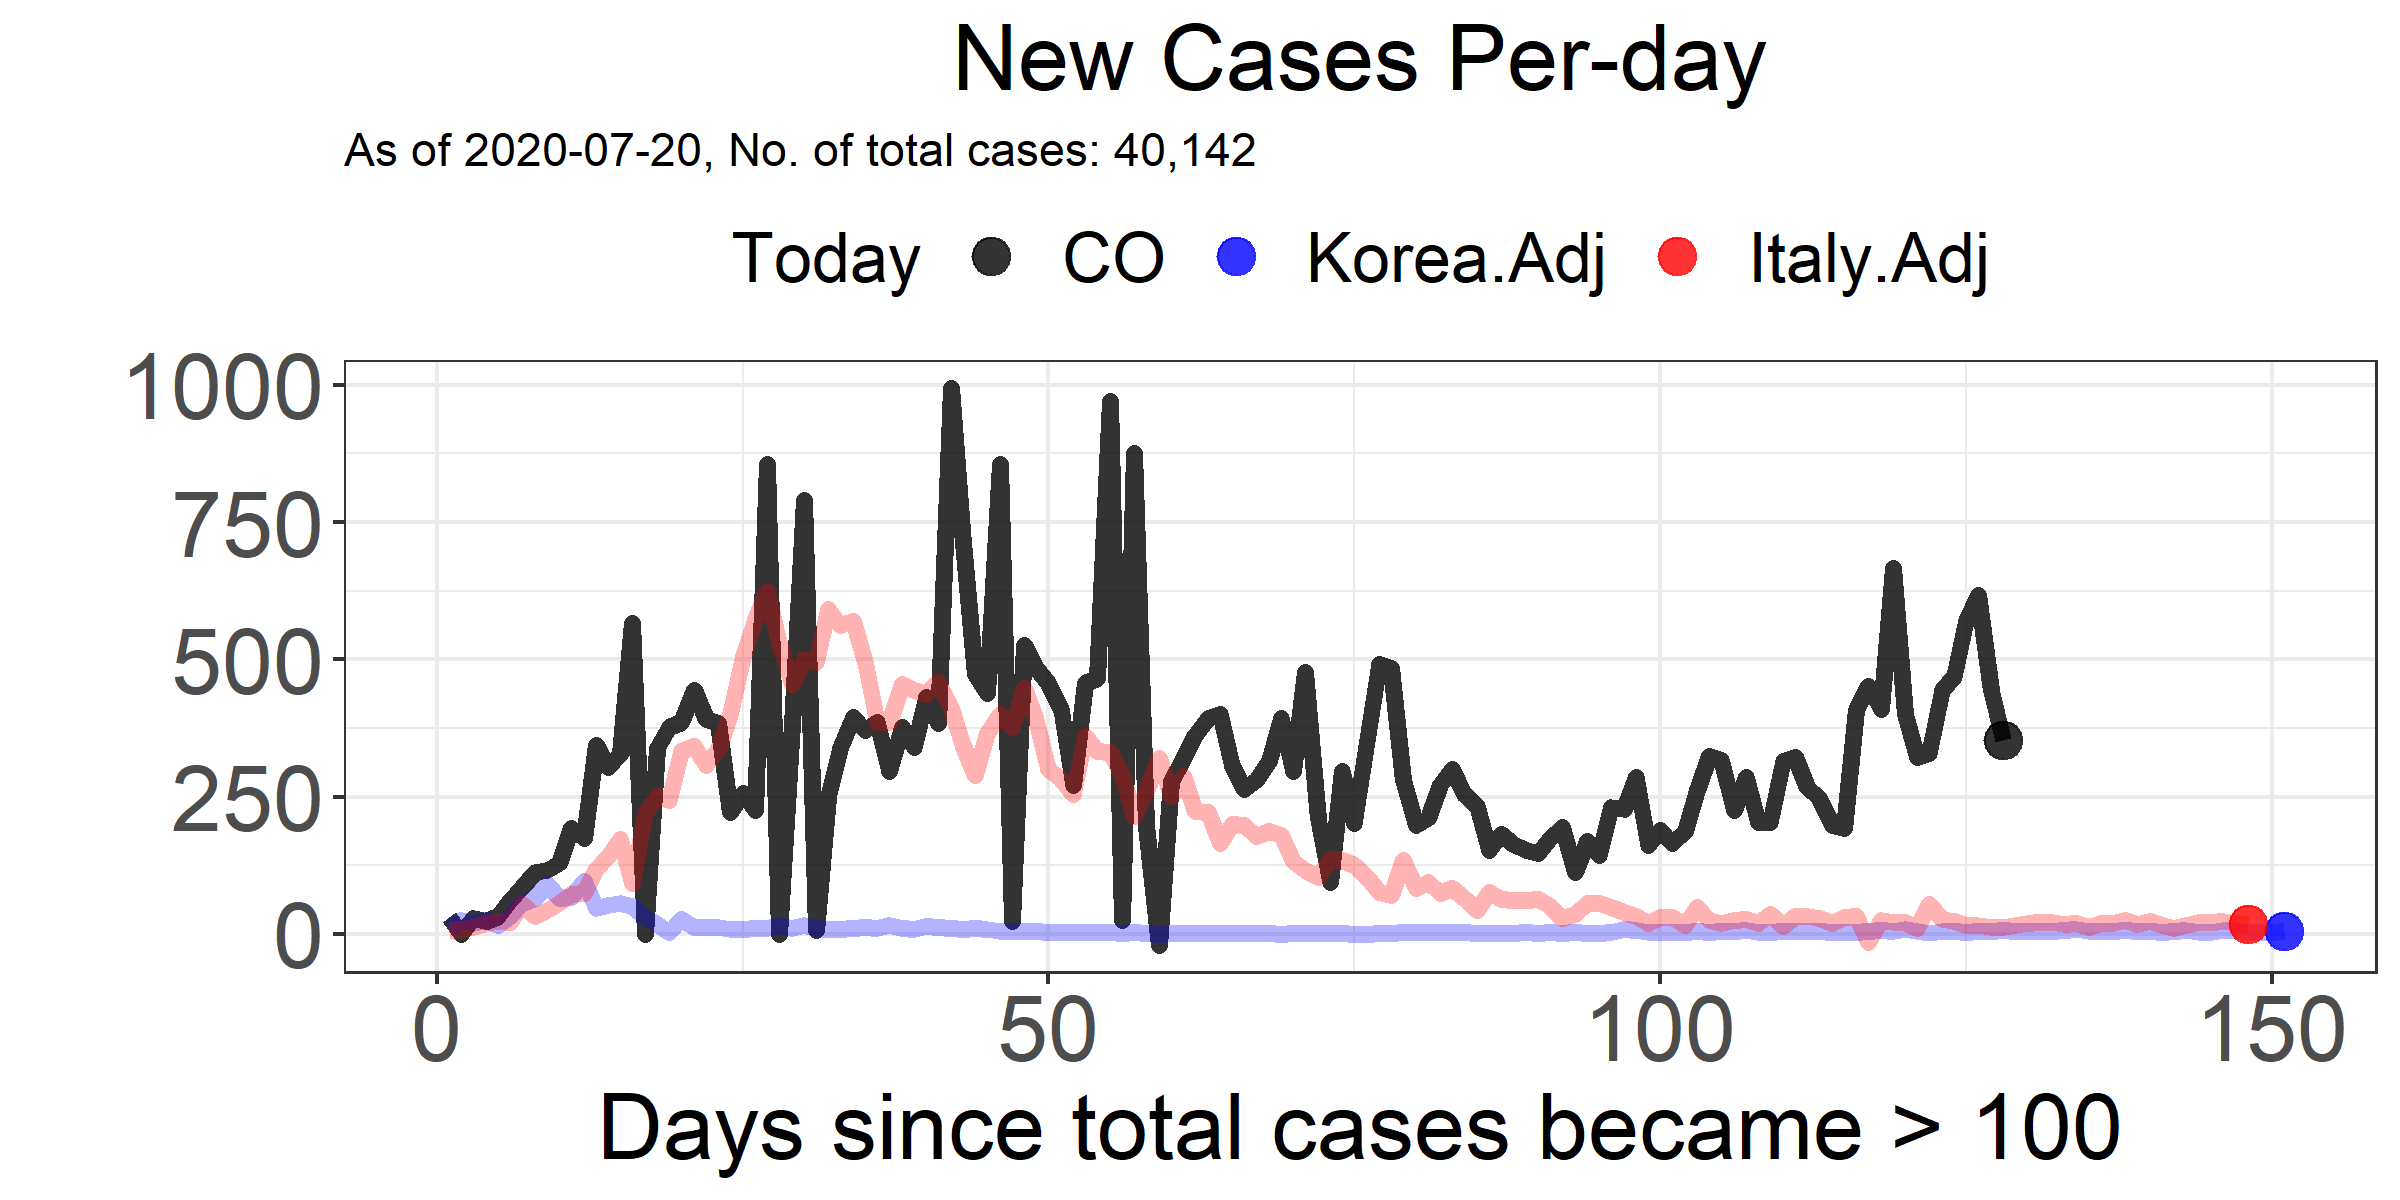 New Cases Per-day
As of 2020-07-20, No. of total cases: 40,142
Today CO Korea.Adj Italy.Adj
1000
750
500
250
0
0 50 100 150
Days since total cases became > 100